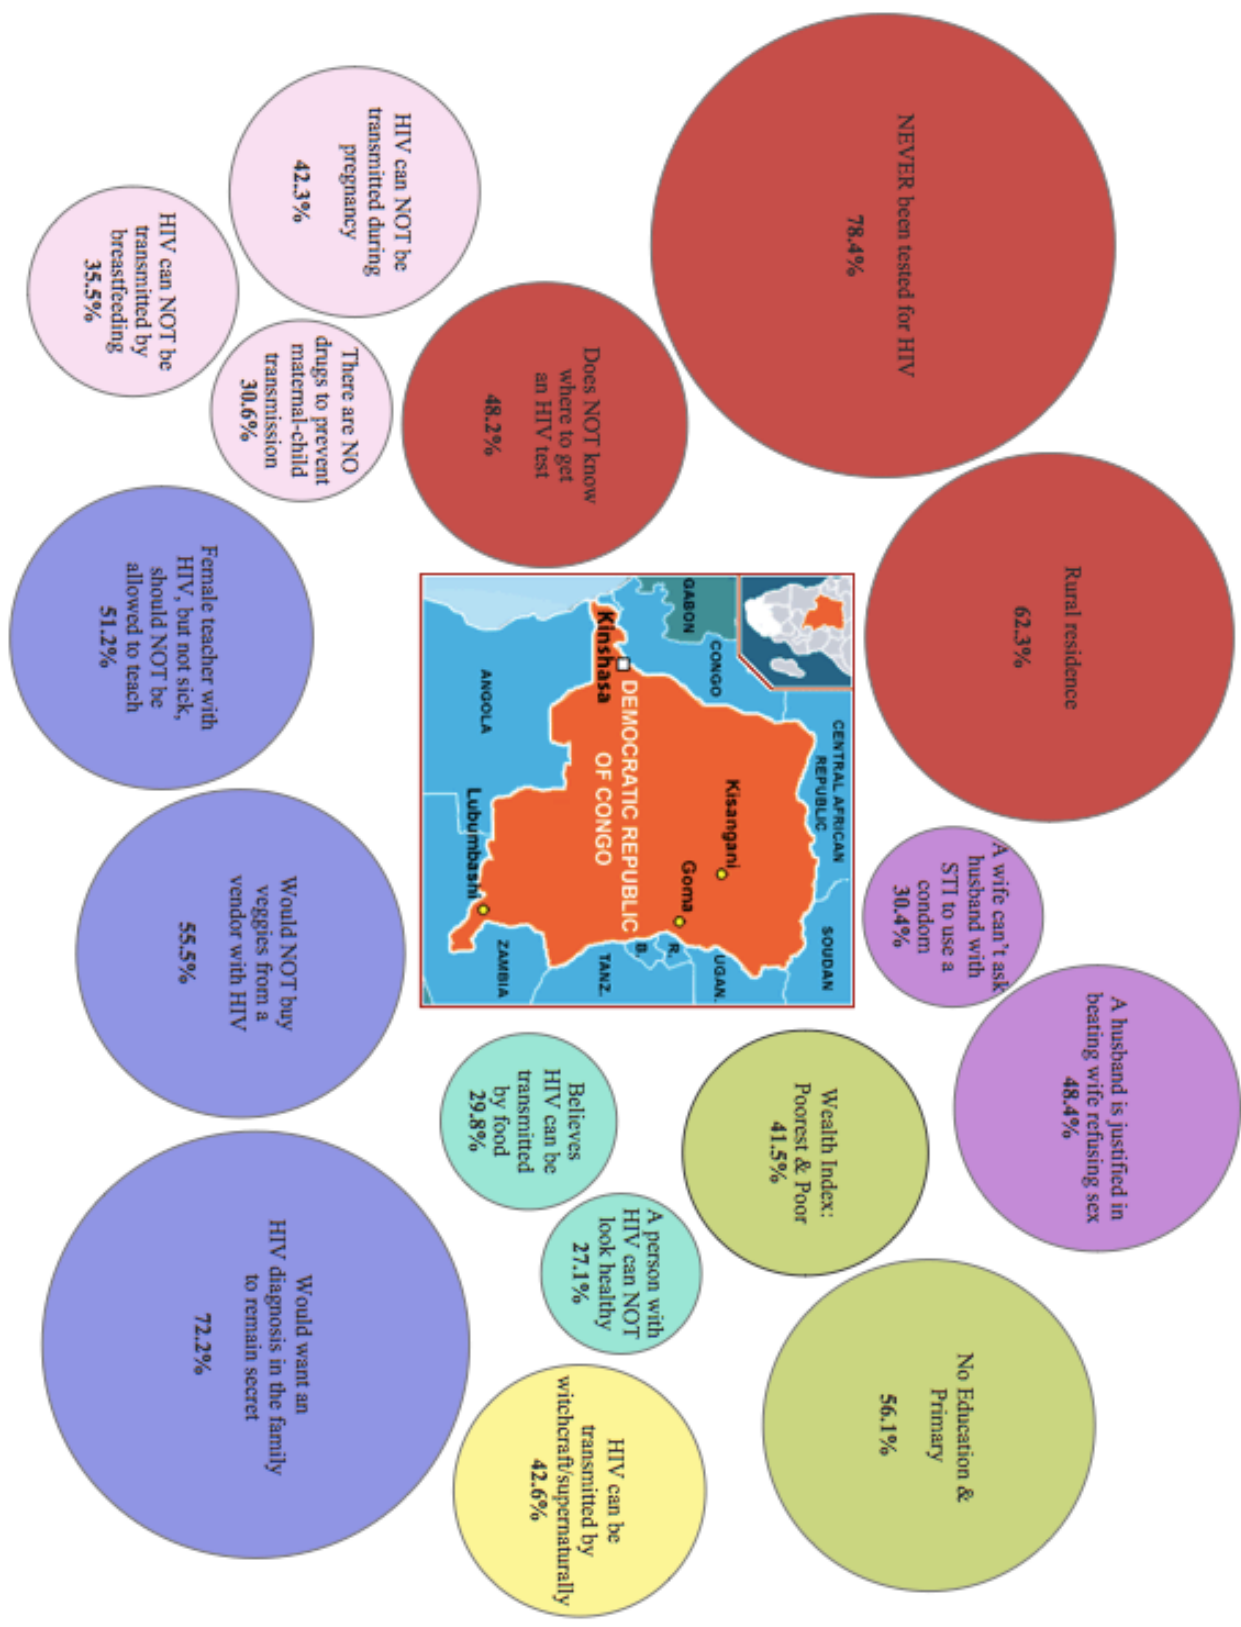 NEVER been tested for HIV
78.4%
Rural residence
62.3%
A wife can't ask
husband with
STI to use a
condom
30.4%
A husband is justified in
beating wife refusing sex
48.4%
No Education &
Primary
56.1%
Wealth Index:
Poorest & Poor
41.5%
Does NOT know
where to get
an HIV test
48.2%
CENTRAL AFRICAN
REPUBLIC
SOUDAN
Kisangani
CONGO
UGAN.
GABON
Goma
R.
B.
DEMOCRATIC REPUBLIC
OF CONGO
Kinshasa
TANZ.
ANGOLA
Lubumbashi
ZAMBIA
A person with
HIV can NOT
look healthy
27.1%
Believes
HIV can be
transmitted
by food
29.8%
HIV can be
transmitted by
witchcraft/supernaturally
42.6%
HIV can NOT be
transmitted during
pregnancy
42.3%
There are NO
drugs to prevent
maternal-child
transmission
30.6%
HIV can NOT be
transmitted by
breastfeeding
35.5%
Female teacher with
HIV, but not sick,
should NOT be
allowed to teach
51.2%
Would NOT buy
veggies from a
vendor with HIV
55.5%
Would want an
HIV diagnosis in the family
to remain secret
72.2%